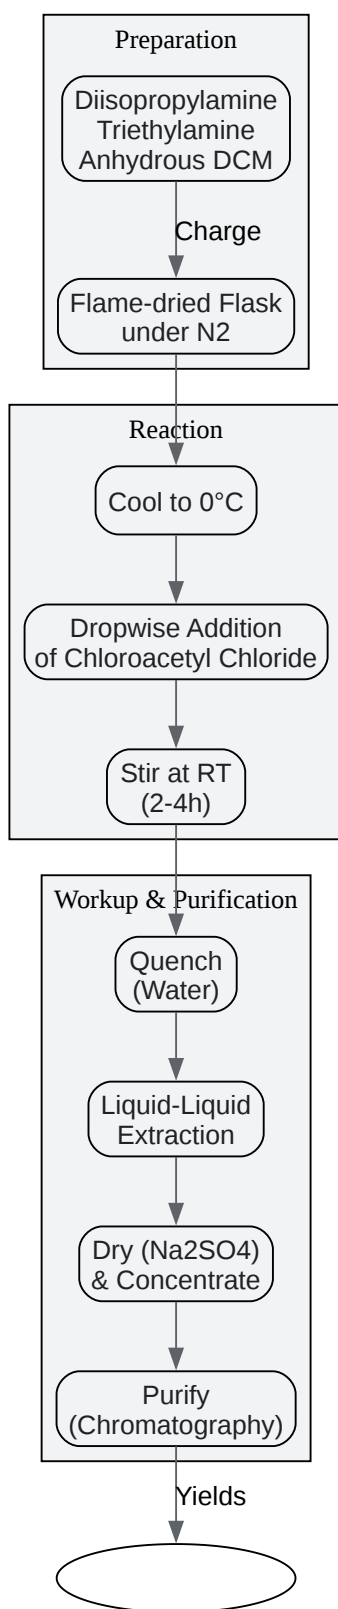 Preparation
Diisopropylamine
Triethylamine
Anhydrous DCM
Charge
Flame-dried Flask
under N2
Reaction
Cool to 0°C
Dropwise Addition
of Chloroacetyl Chloride
Stir at RT
(2-4h)
Workup & Purification
Quench
(Water)
Liquid-Liquid
Extraction
Dry (Na2SO4)
& Concentrate
Purify
(Chromatography)
Yields